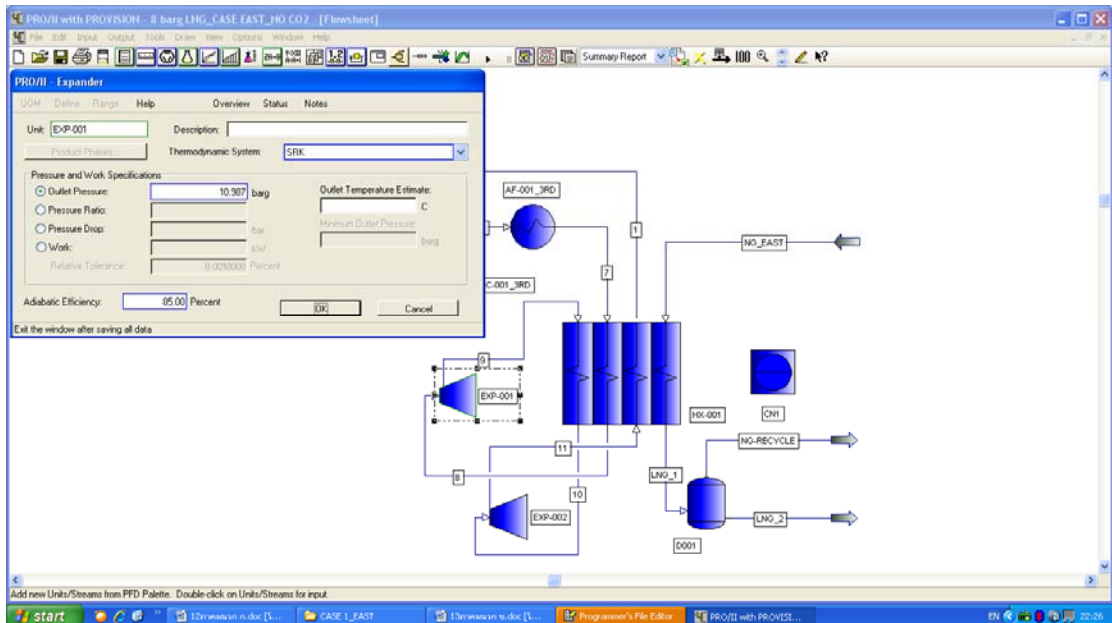 PRO/II with PROVISION - 8 barg LNG_CASE EAST_NO CO2 - [Flowsheet]
File Edit Input Output Tools Draw View Options Window Help
Summary Report
PRO/II - Expander
UOM Define Range Help Overview Status Notes
Unit: EXP-001 Description:
Product Phases... Thermodynamic System: SRK
Pressure and Work Specifications
Outlet Pressure: 10.987 barg Outlet Temperature Estimate:
Pressure Ratio: C
Pressure Drop: bar Minimum Outlet Pressure:
Work: kW barg
Relative Tolerance: 0.0010000 Percent
Adiabatic Efficiency: 85.00 Percent OK Cancel
Exit the window after saving all data
AF-001_3RD
1
NG_EAST
7
C-001_3RD
9
EXP-001
HX-001
CN1
NG-RECYCLE
11
8
LNG_1
10
EXP-002
LNG_2
D001
Add new Units/Streams from PFD Palette. Double-click on Units/Streams for input.
start CASE 1_EAST Programmer's File Editor PRO/II with PROVISI... EN 22:26